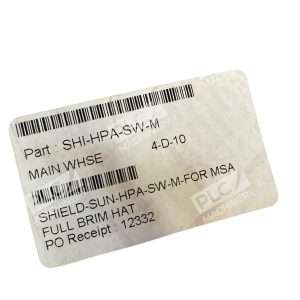 Part : SHI-HPA-SW-M
MAIN WHSE 4-D-10
SHIELD-SUN-HPA-SW-M-FOR MSA
FULL BRIM HAT
PO Receipt : 12332
PLC